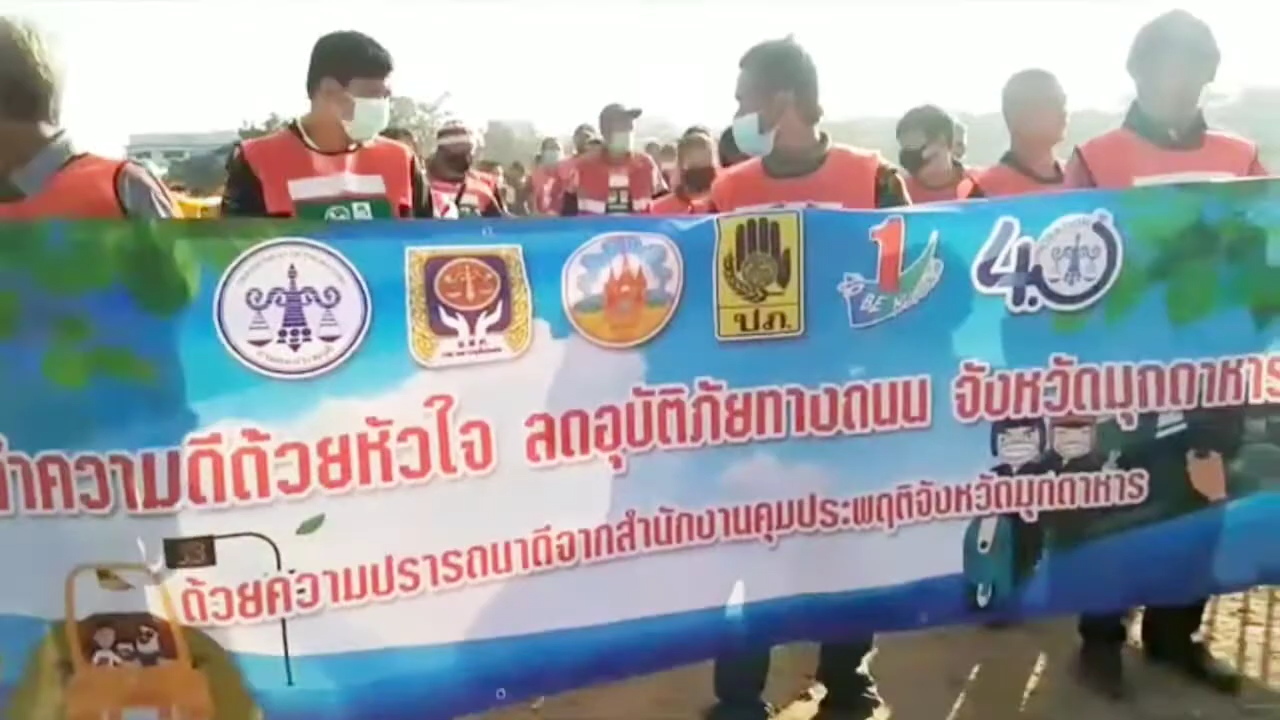 ปภ.
1
BE NUMBER
4.0
ทำความดีด้วยหัวใจ ลดอุบัติภัยทางถนน จังหวัดมุกดาหาร
ด้วยความปรารถนาดีจากสำนักงานคุมประพฤติจังหวัดมุกดาหาร